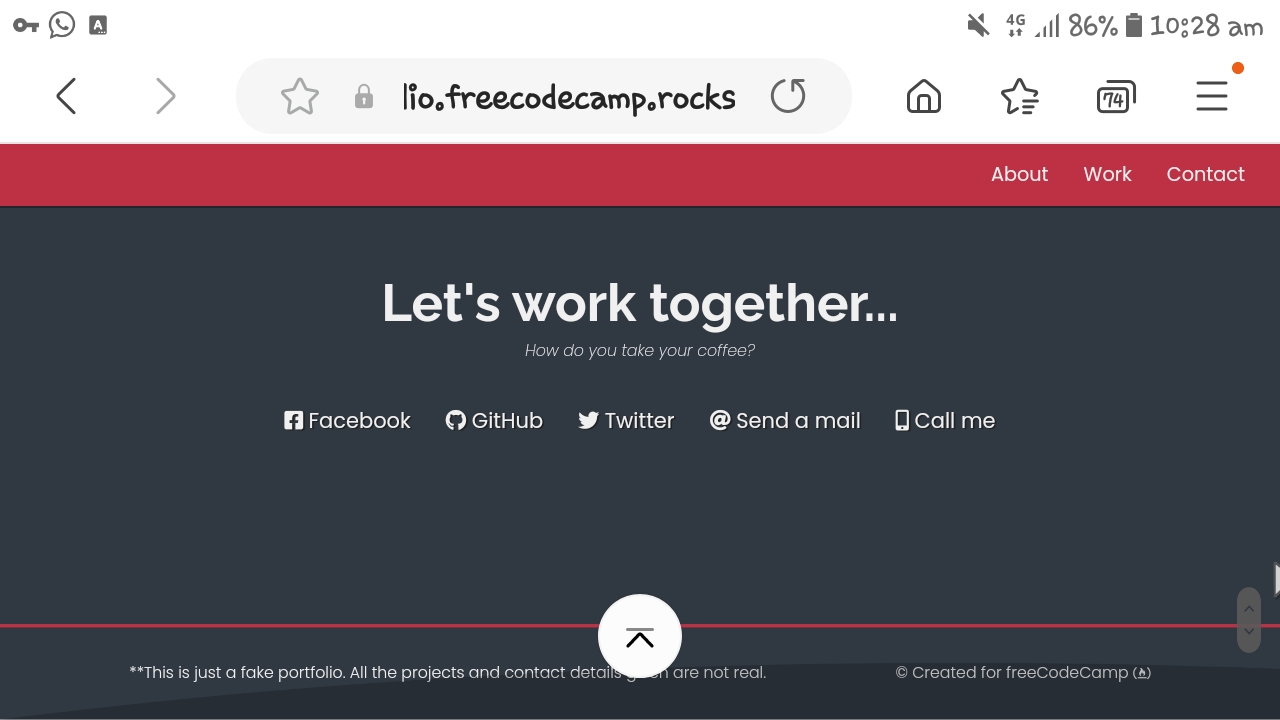 86% 10:28 am
4G
lio.freecodecamp.rocks
74
About Work Contact
Let's work together...
How do you take your coffee?
Facebook GitHub Twitter Send a mail Call me
**This is just a fake portfolio. All the projects and contact details are not real.
© Created for freeCodeCamp